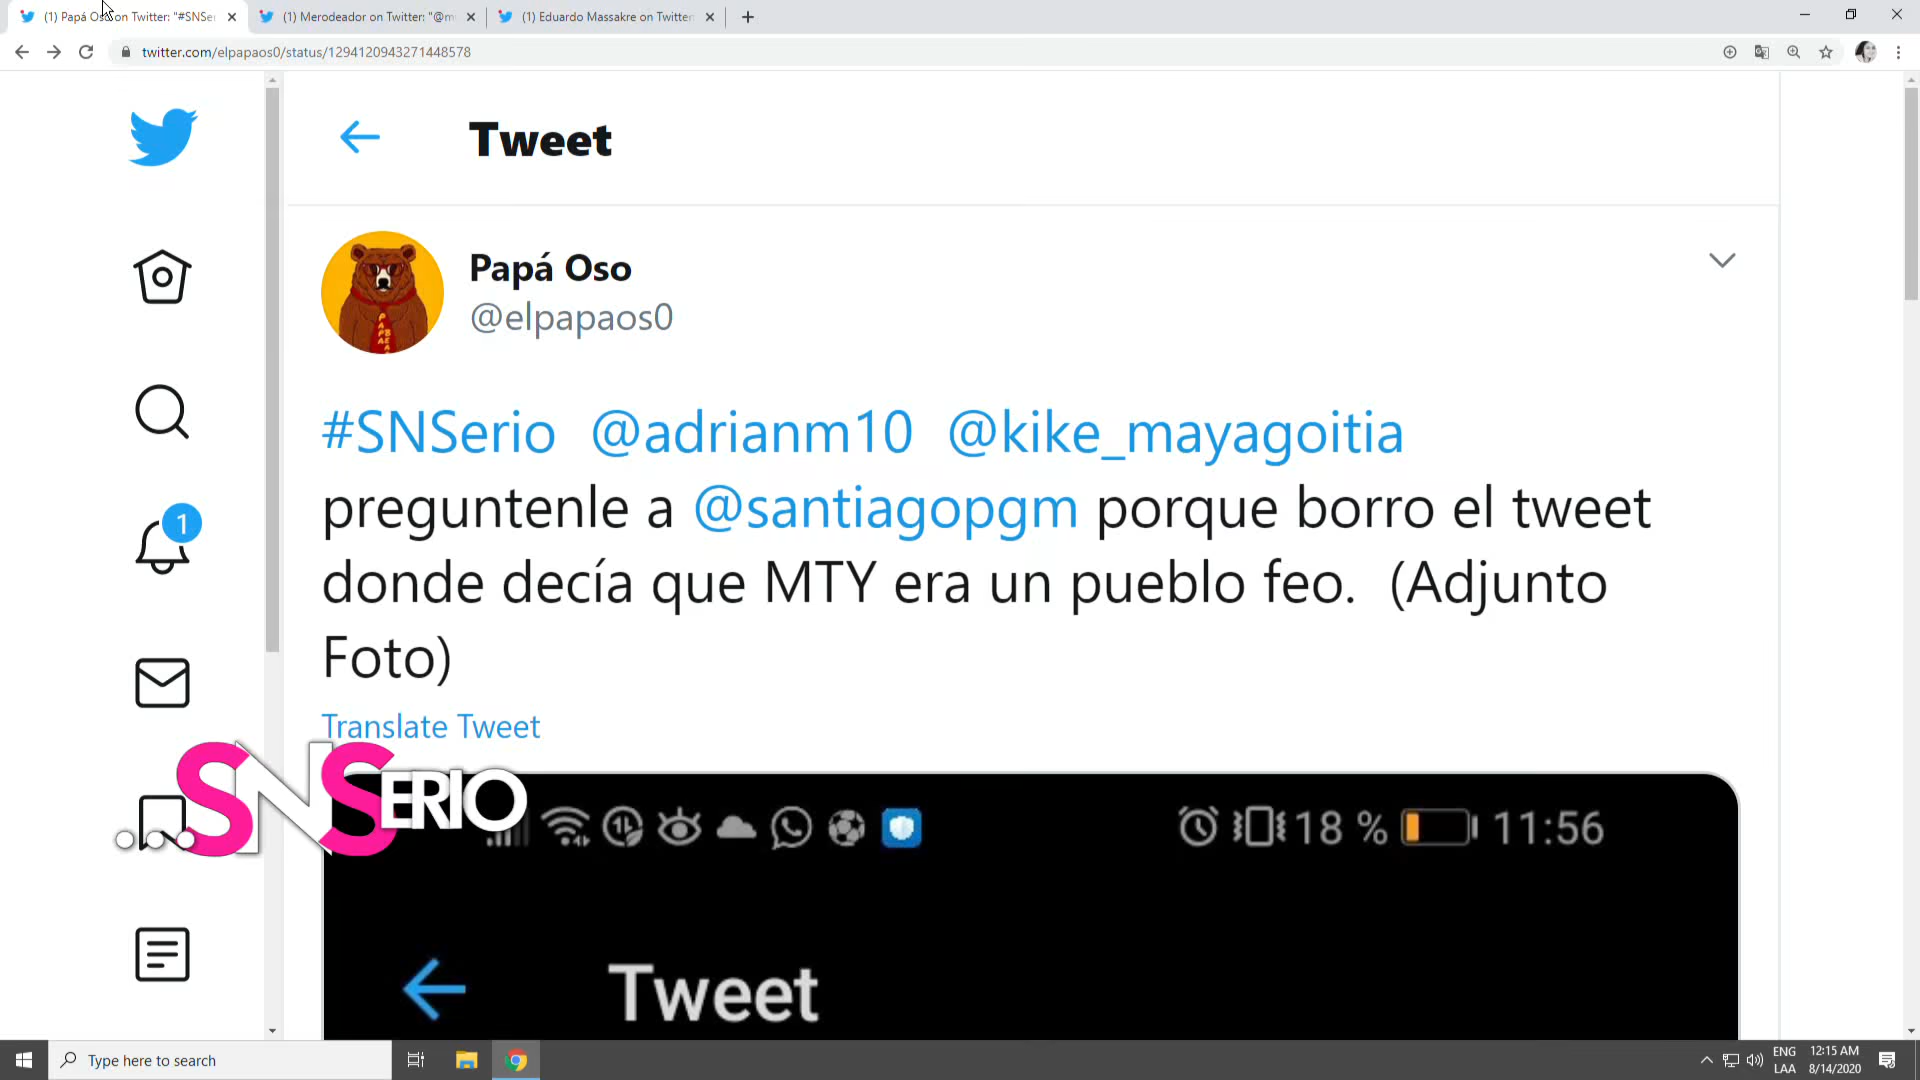 (1) Papá Oso on Twitter: "#SNSe
(1) Merodeador on Twitter: "@m
(1) Eduardo Massakre on Twitter
twitter.com/elpapaos0/status/1294120943271448578
Tweet
Papá Oso
@elpapaos0
#SNSerio @adrianm10 @kike_mayagoitia
preguntenle a @santiagopgm porque borro el tweet
donde decía que MTY era un pueblo feo. (Adjunto
Foto)
Translate Tweet
1
...SNSERIO
18 % 11:56
Tweet
Type here to search
ENG
LAA
12:15 AM
8/14/2020